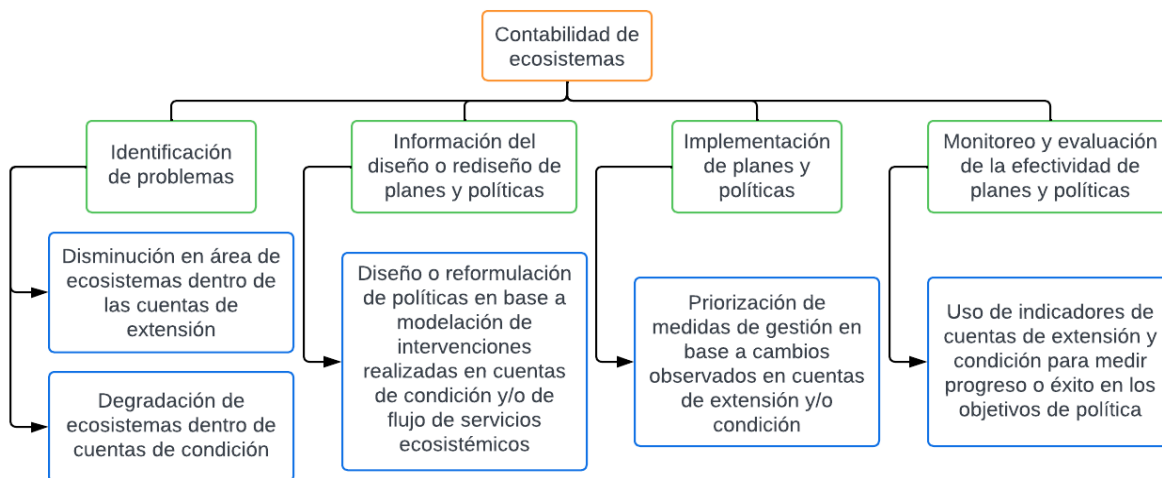 Contabilidad de
ecosistemas
Identificación
de problemas
Información del
diseño o rediseño de
planes y políticas
Implementación
de planes y
políticas
Monitoreo y evaluación
de la efectividad de
planes y políticas
Disminución en área de
ecosistemas dentro de
las cuentas de
extensión
Degradación de
ecosistemas dentro de
cuentas de condición
Diseño o reformulación
de políticas en base a
modelación de
intervenciones
realizadas en cuentas
de condición y/o de
flujo de servicios
ecosistémicos
Priorización de
medidas de gestión en
base a cambios
observados en cuentas
de extensión y/o
condición
Uso de indicadores de
cuentas de extensión y
condición para medir
progreso o éxito en los
objetivos de política